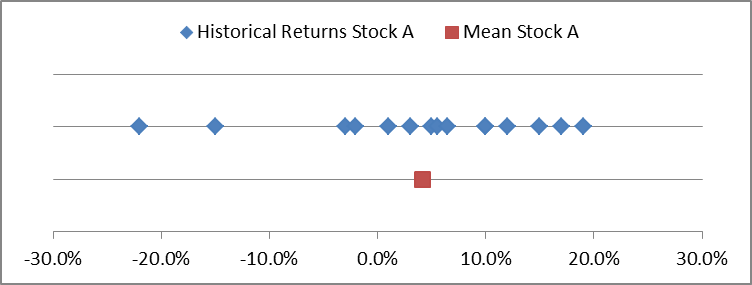 Historical Returns Stock A Mean Stock A
-30.0% -20.0% -10.0% 0.0% 10.0% 20.0% 30.0%